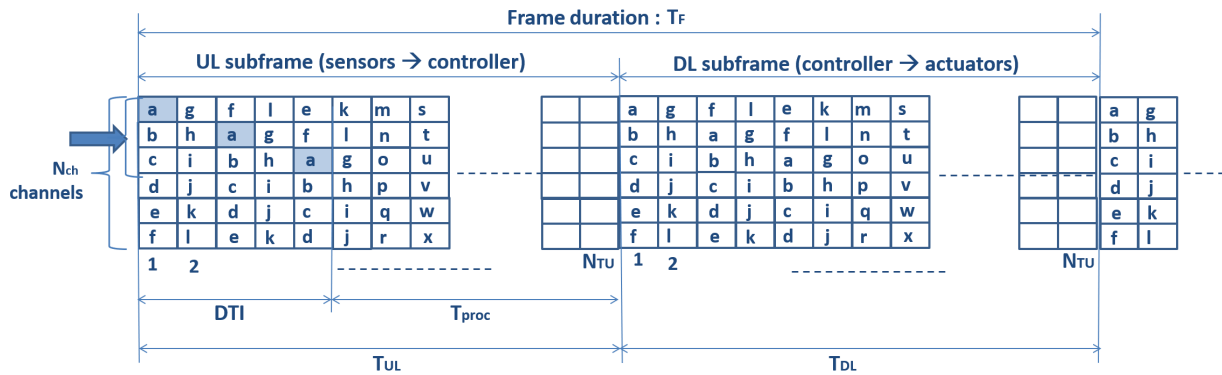 Frame duration : TF
UL subframe (sensors → controller)
DL subframe (controller → actuators)
a g f l e k m s a g f l e k m s a g
b h a g f l n t b h a g f l n t b h
c i b h a g o u c i b h a g o u c i
d j c i b h p v d j c i b h p v d j
e k d j c i q w e k d j c i q w e k
f l e k d j r x f l e k d j r x f l
Nch
channels
1 2 NTU 1 2 NTU
DTI Tproc
TUL TDL